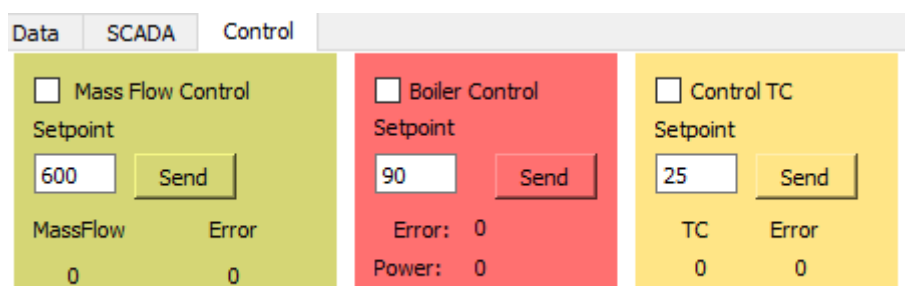 Data SCADA Control
Mass Flow Control
Setpoint
600 Send
MassFlow Error
0 0
Boiler Control
Setpoint
90 Send
Error: 0
Power: 0
Control TC
Setpoint
25 Send
TC Error
0 0